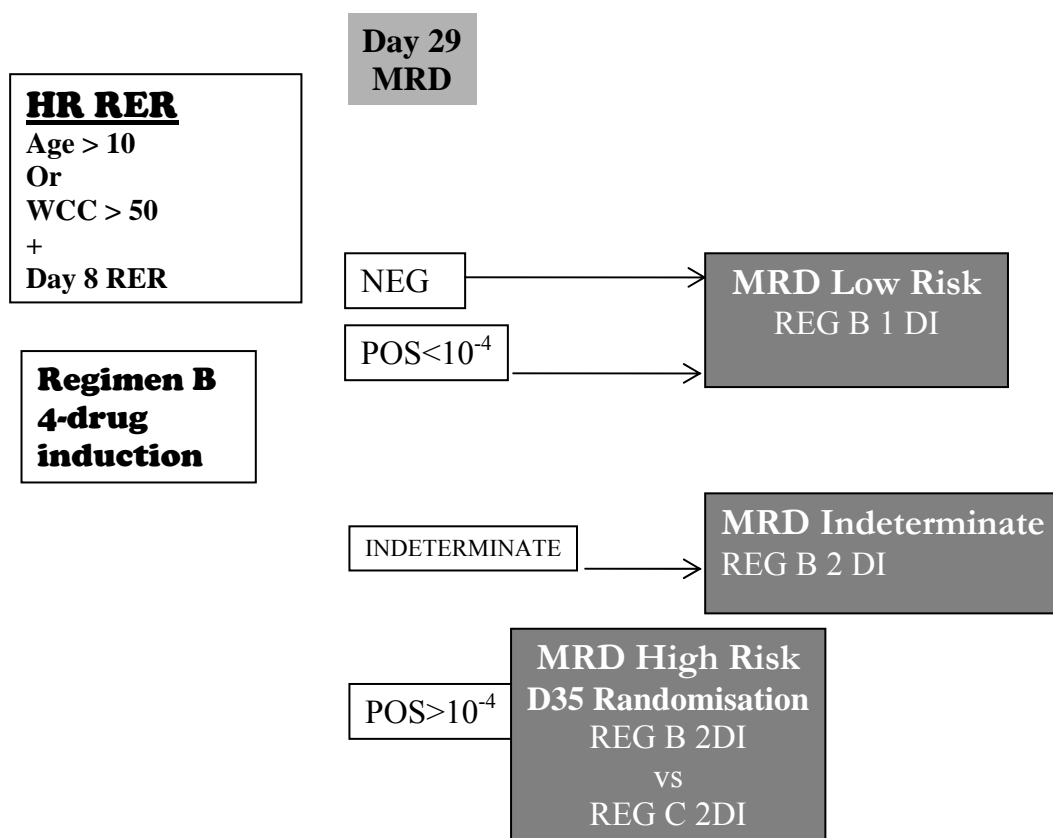 Day 29
MRD
HR RER
Age > 10
Or
WCC > 50
+
Day 8 RER
NEG
MRD Low Risk
REG B 1 DI
POS<10⁻⁴
Regimen B
4-drug
induction
INDETERMINATE
MRD Indeterminate
REG B 2 DI
POS>10⁻⁴
MRD High Risk
D35 Randomisation
REG B 2DI
vs
REG C 2DI